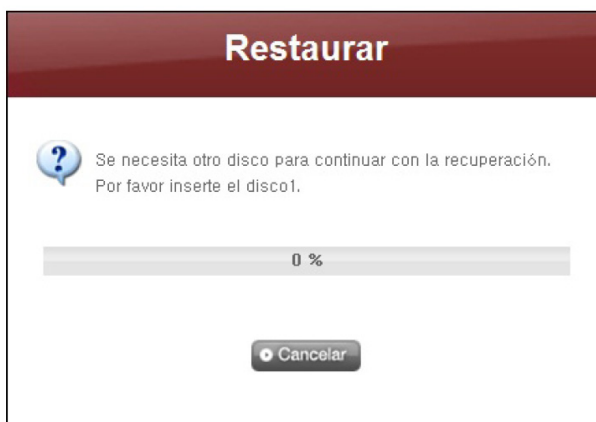 Restaurar
Se necesita otro disco para continuar con la recuperación.
Por favor inserte el disco1.
0 %
Cancelar